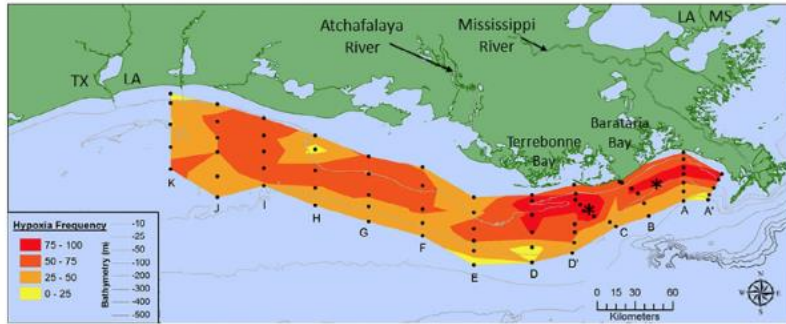 LA MS
Atchafalaya
River
Mississippi
River
TX LA
Barataria
Bay
Terrebonne
Bay
K
J
I
H
G
F
E
D
D'
C
B
A
A'
Hypoxia Frequency
75 - 100
50 - 75
25 - 50
0 - 25
Bathymetry (m)
-10
-50
-100
-200
-300
-400
-500
0 15 30 60
Kilometers
N
W E
S